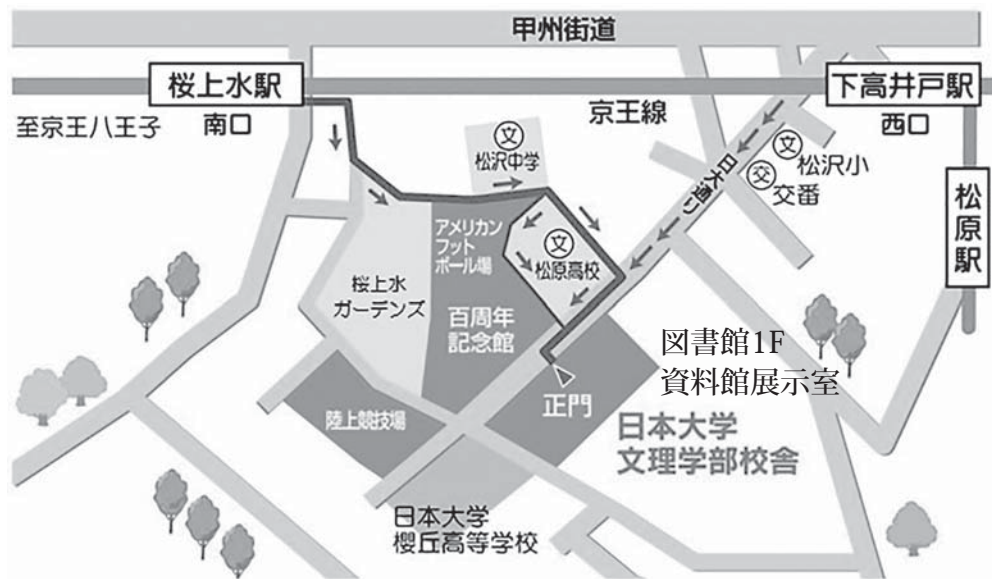 甲州街道
桜上水駅
下高井戸駅
至京王八王子
南口
京王線
西口
文
松沢中学
日大通り
文
松沢小
交
交番
松原駅
アメリカン
フット
ボール場
文
松原高校
桜上水
ガーデンズ
百周年
記念館
図書館1F
資料館展示室
正門
陸上競技場
日本大学
文理学部校舎
日本大学
櫻丘高等学校